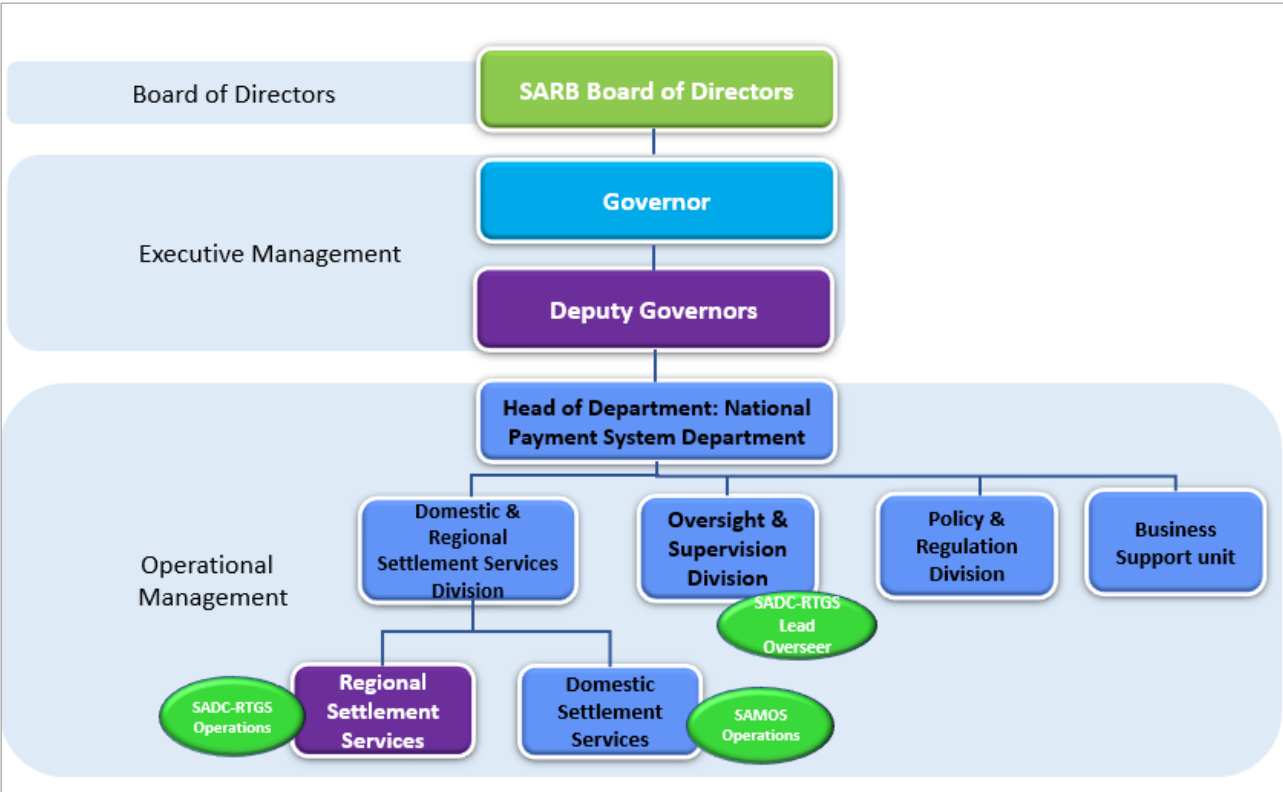 Board of Directors
SARB Board of Directors
Executive Management
Governor
Deputy Governors
Operational
Management
Head of Department: National
Payment System Department
Domestic &
Regional
Settlement Services
Division
Oversight &
Supervision
Division
SADC-RTGS
Lead
Overseer
Policy &
Regulation
Division
Business
Support unit
SADC-RTGS
Operations
Regional
Settlement
Services
Domestic
Settlement
Services
SAMOS
Operations